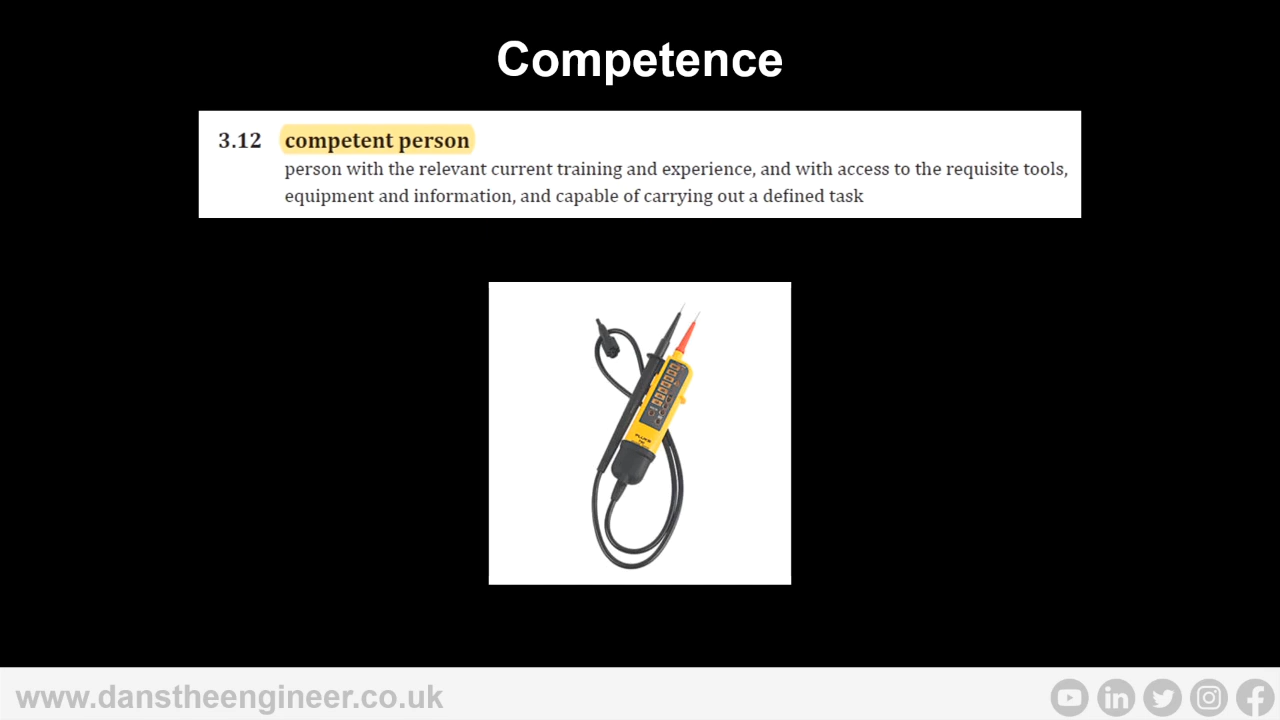 Competence
3.12 competent person
person with the relevant current training and experience, and with access to the requisite tools,
equipment and information, and capable of carrying out a defined task
FLUKE
www.danstheengineer.co.uk